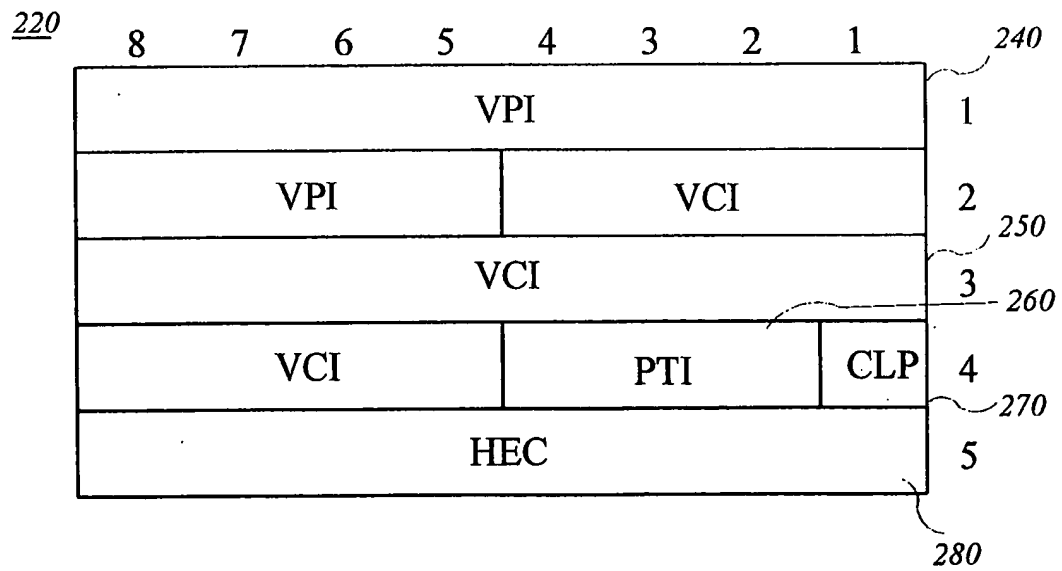 220
8 7 6 5 4 3 2 1
240
VPI 1
VPI VCI 2
250
VCI 3
260
VCI PTI CLP 4
270
HEC 5
280